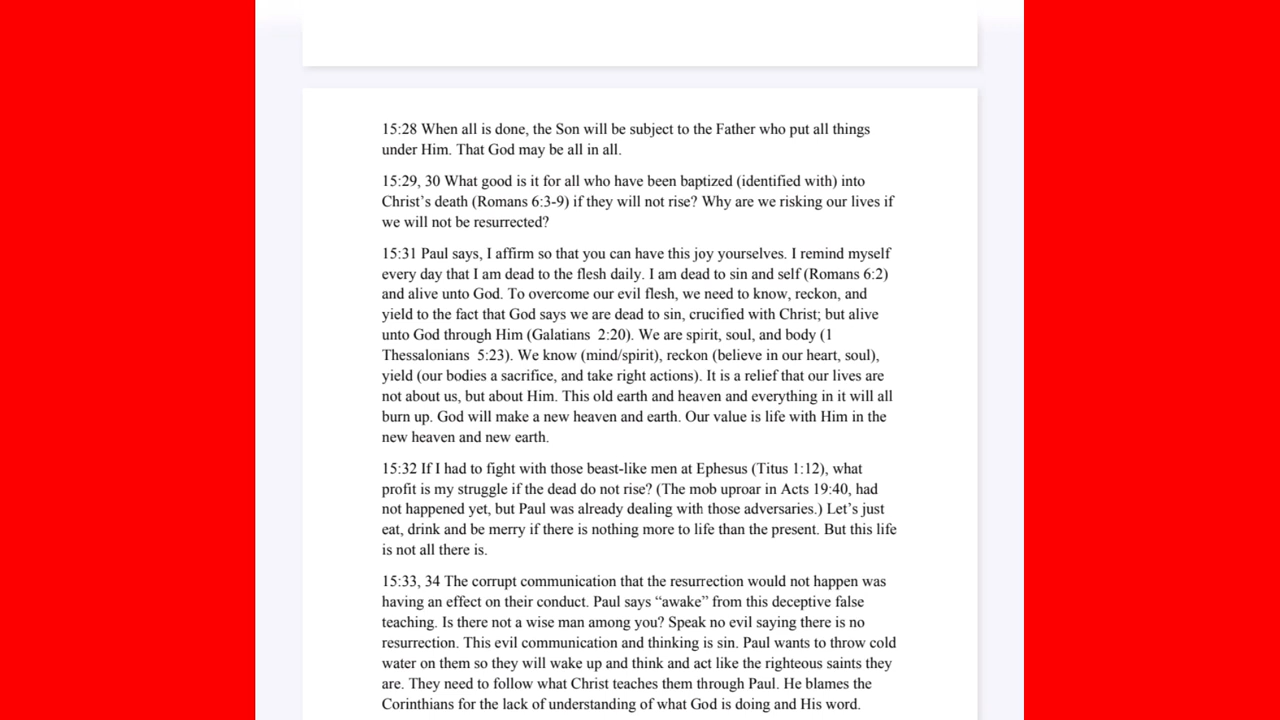 15:28 When all is done, the Son will be subject to the Father who put all things
under Him. That God may be all in all.
15:29, 30 What good is it for all who have been baptized (identified with) into
Christ’s death (Romans 6:3-9) if they will not rise? Why are we risking our lives if
we will not be resurrected?
15:31 Paul says, I affirm so that you can have this joy yourselves. I remind myself
every day that I am dead to the flesh daily. I am dead to sin and self (Romans 6:2)
and alive unto God. To overcome our evil flesh, we need to know, reckon, and
yield to the fact that God says we are dead to sin, crucified with Christ; but alive
unto God through Him (Galatians  2:20). We are spirit, soul, and body (1
Thessalonians  5:23). We know (mind/spirit), reckon (believe in our heart, soul),
yield (our bodies a sacrifice, and take right actions). It is a relief that our lives are
not about us, but about Him. This old earth and heaven and everything in it will all
burn up. God will make a new heaven and earth. Our value is life with Him in the
new heaven and new earth.
15:32 If I had to fight with those beast-like men at Ephesus (Titus 1:12), what
profit is my struggle if the dead do not rise? (The mob uproar in Acts 19:40, had
not happened yet, but Paul was already dealing with those adversaries.) Let’s just
eat, drink and be merry if there is nothing more to life than the present. But this life
is not all there is.
15:33, 34 The corrupt communication that the resurrection would not happen was
having an effect on their conduct. Paul says “awake” from this deceptive false
teaching. Is there not a wise man among you? Speak no evil saying there is no
resurrection. This evil communication and thinking is sin. Paul wants to throw cold
water on them so they will wake up and think and act like the righteous saints they
are. They need to follow what Christ teaches them through Paul. He blames the
Corinthians for the lack of understanding of what God is doing and His word.